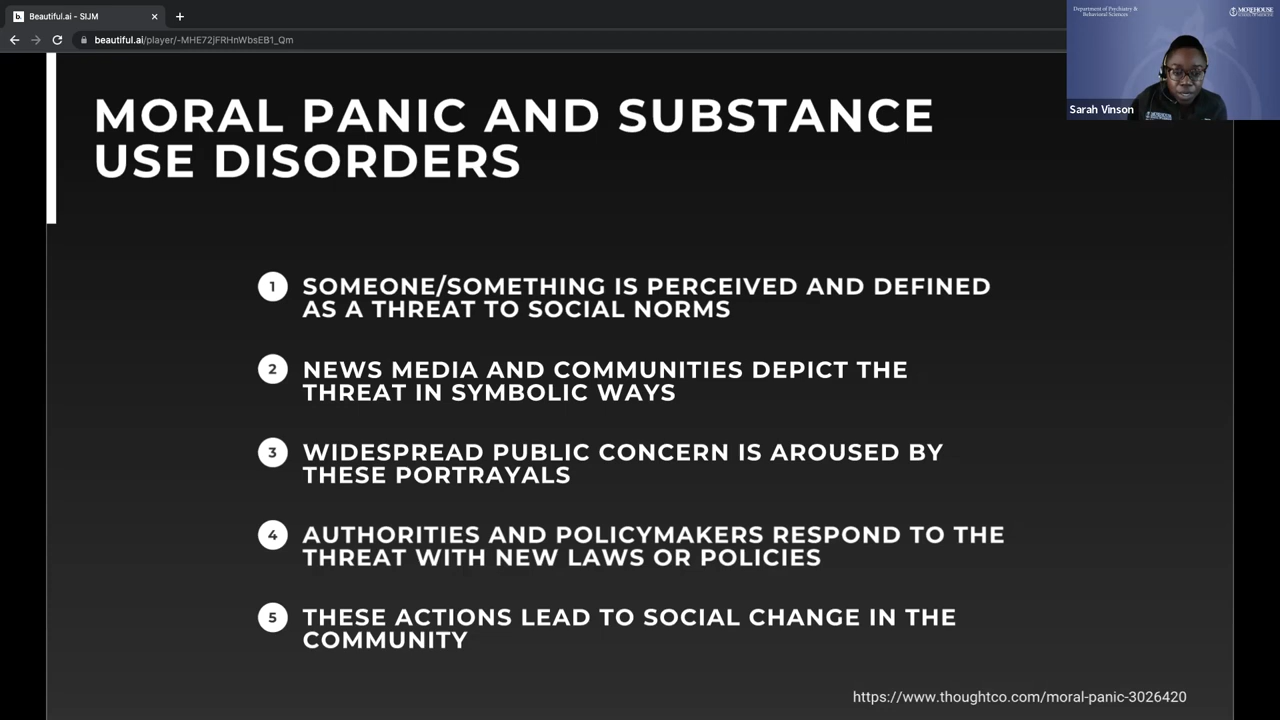 Beautiful.ai - SIJM
beautiful.ai/player/-MHE72jFRHnWbsEB1_Qm
Department of Psychiatry &
Behavioral Sciences
MOREHOUSE
SCHOOL OF MEDICINE
Sarah Vinson
MORAL PANIC AND SUBSTANCE
USE DISORDERS
1 SOMEONE/SOMETHING IS PERCEIVED AND DEFINED
AS A THREAT TO SOCIAL NORMS
2 NEWS MEDIA AND COMMUNITIES DEPICT THE
THREAT IN SYMBOLIC WAYS
3 WIDESPREAD PUBLIC CONCERN IS AROUSED BY
THESE PORTRAYALS
4 AUTHORITIES AND POLICYMAKERS RESPOND TO THE
THREAT WITH NEW LAWS OR POLICIES
5 THESE ACTIONS LEAD TO SOCIAL CHANGE IN THE
COMMUNITY
https://www.thoughtco.com/moral-panic-3026420